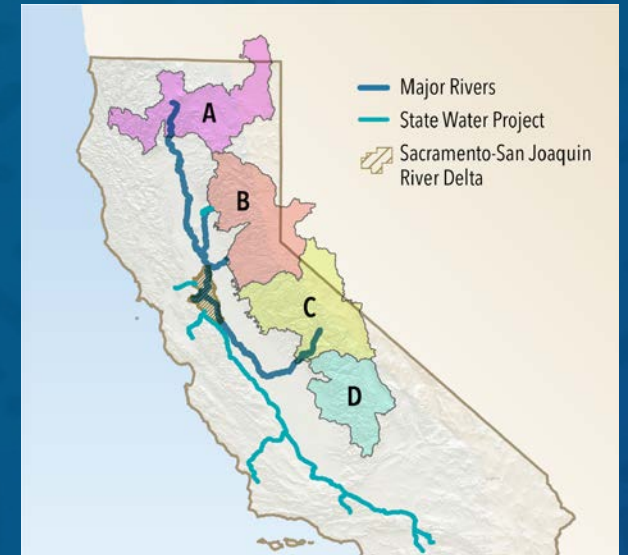 Major Rivers
State Water Project
Sacramento-San Joaquin
River Delta
A
B
C
D